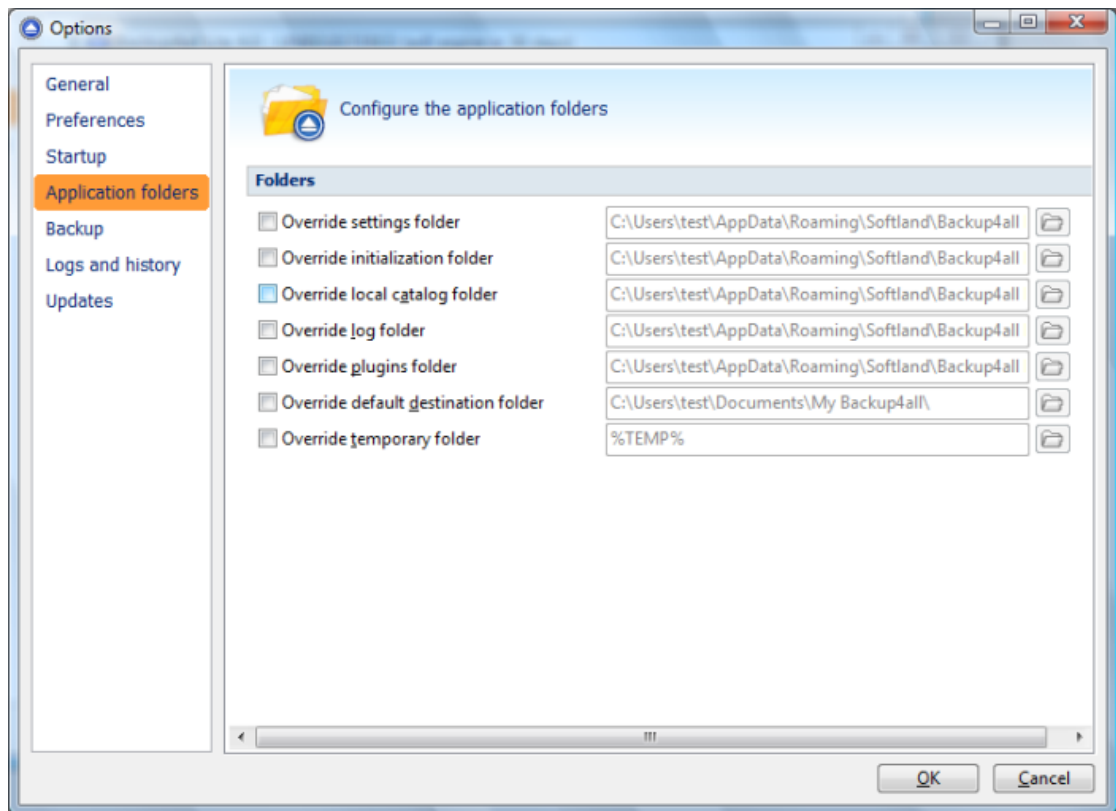 Options
General
Preferences
Startup
Application folders
Backup
Logs and history
Updates
Configure the application folders
Folders
Override settings folder C:\Users\test\AppData\Roaming\Softland\Backup4all
Override initialization folder C:\Users\test\AppData\Roaming\Softland\Backup4all
Override local catalog folder C:\Users\test\AppData\Roaming\Softland\Backup4all
Override log folder C:\Users\test\AppData\Roaming\Softland\Backup4all
Override plugins folder C:\Users\test\AppData\Roaming\Softland\Backup4all
Override default destination folder C:\Users\test\Documents\My Backup4all\
Override temporary folder %TEMP%
OK Cancel